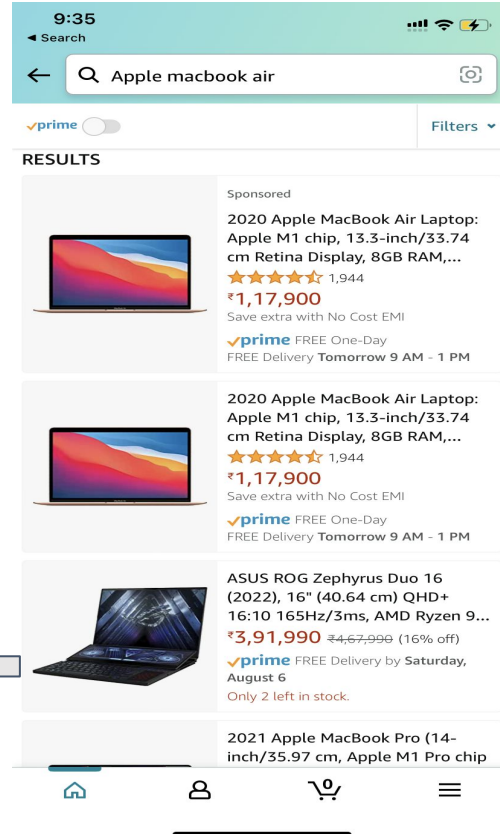 9:35
◄ Search
Apple macbook air
prime
Filters
RESULTS
Sponsored
2020 Apple MacBook Air Laptop:
Apple M1 chip, 13.3-inch/33.74
cm Retina Display, 8GB RAM,...
1,944
₹1,17,900
Save extra with No Cost EMI
prime FREE One-Day
FREE Delivery Tomorrow 9 AM - 1 PM
2020 Apple MacBook Air Laptop:
Apple M1 chip, 13.3-inch/33.74
cm Retina Display, 8GB RAM,...
1,944
₹1,17,900
Save extra with No Cost EMI
prime FREE One-Day
FREE Delivery Tomorrow 9 AM - 1 PM
ASUS ROG Zephyrus Duo 16
(2022), 16" (40.64 cm) QHD+
16:10 165Hz/3ms, AMD Ryzen 9...
₹3,91,990 ₹4,67,990 (16% off)
prime FREE Delivery by Saturday,
August 6
Only 2 left in stock.
2021 Apple MacBook Pro (14-
inch/35.97 cm, Apple M1 Pro chip
0